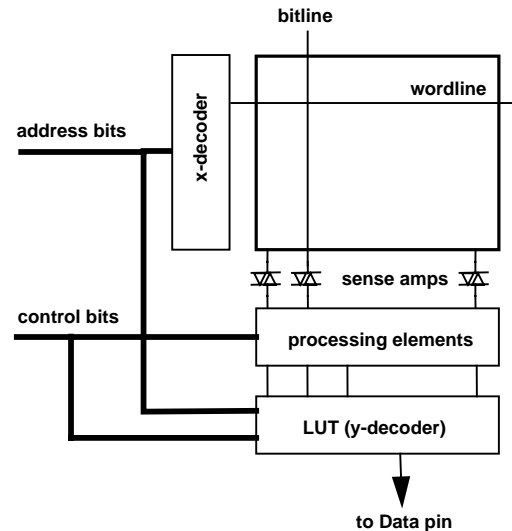 bitline
wordline
address bits
x-decoder
sense amps
control bits
processing elements
LUT (y-decoder)
to Data pin